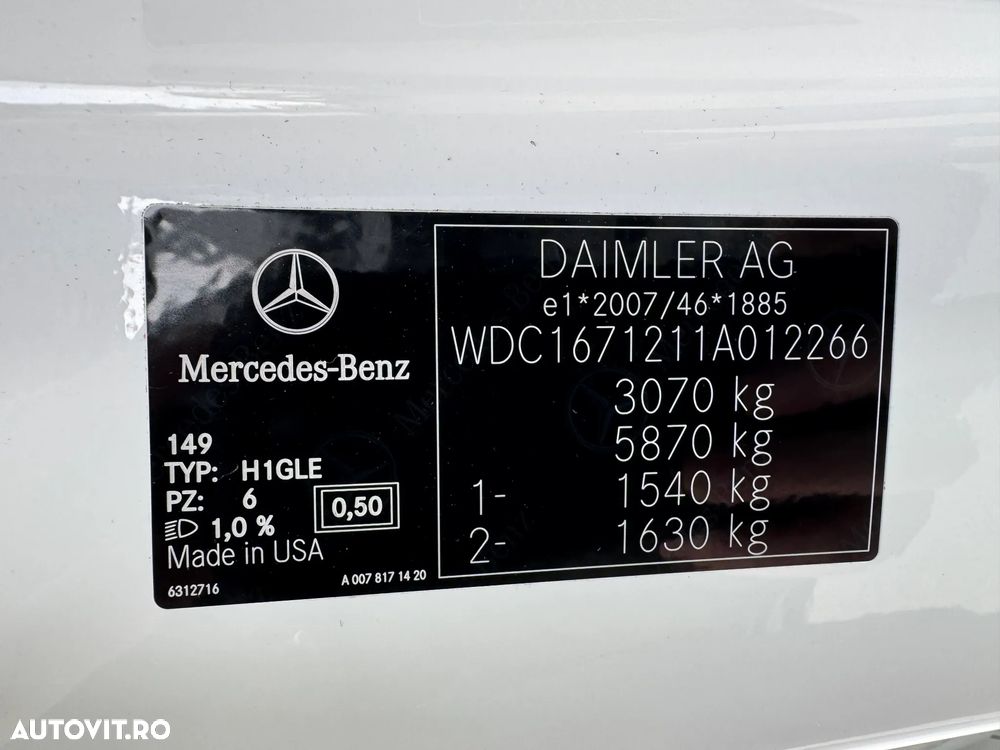 Mercedes-Benz
149
TYP: H1GLE
PZ: 6
0,50
1,0 %
Made in USA
6312716
A 007 817 14 20
DAIMLER AG
e1*2007/46*1885
WDC1671211A012266
3070 kg
5870 kg
1- 1540 kg
2- 1630 kg
AUTOVIT.RO